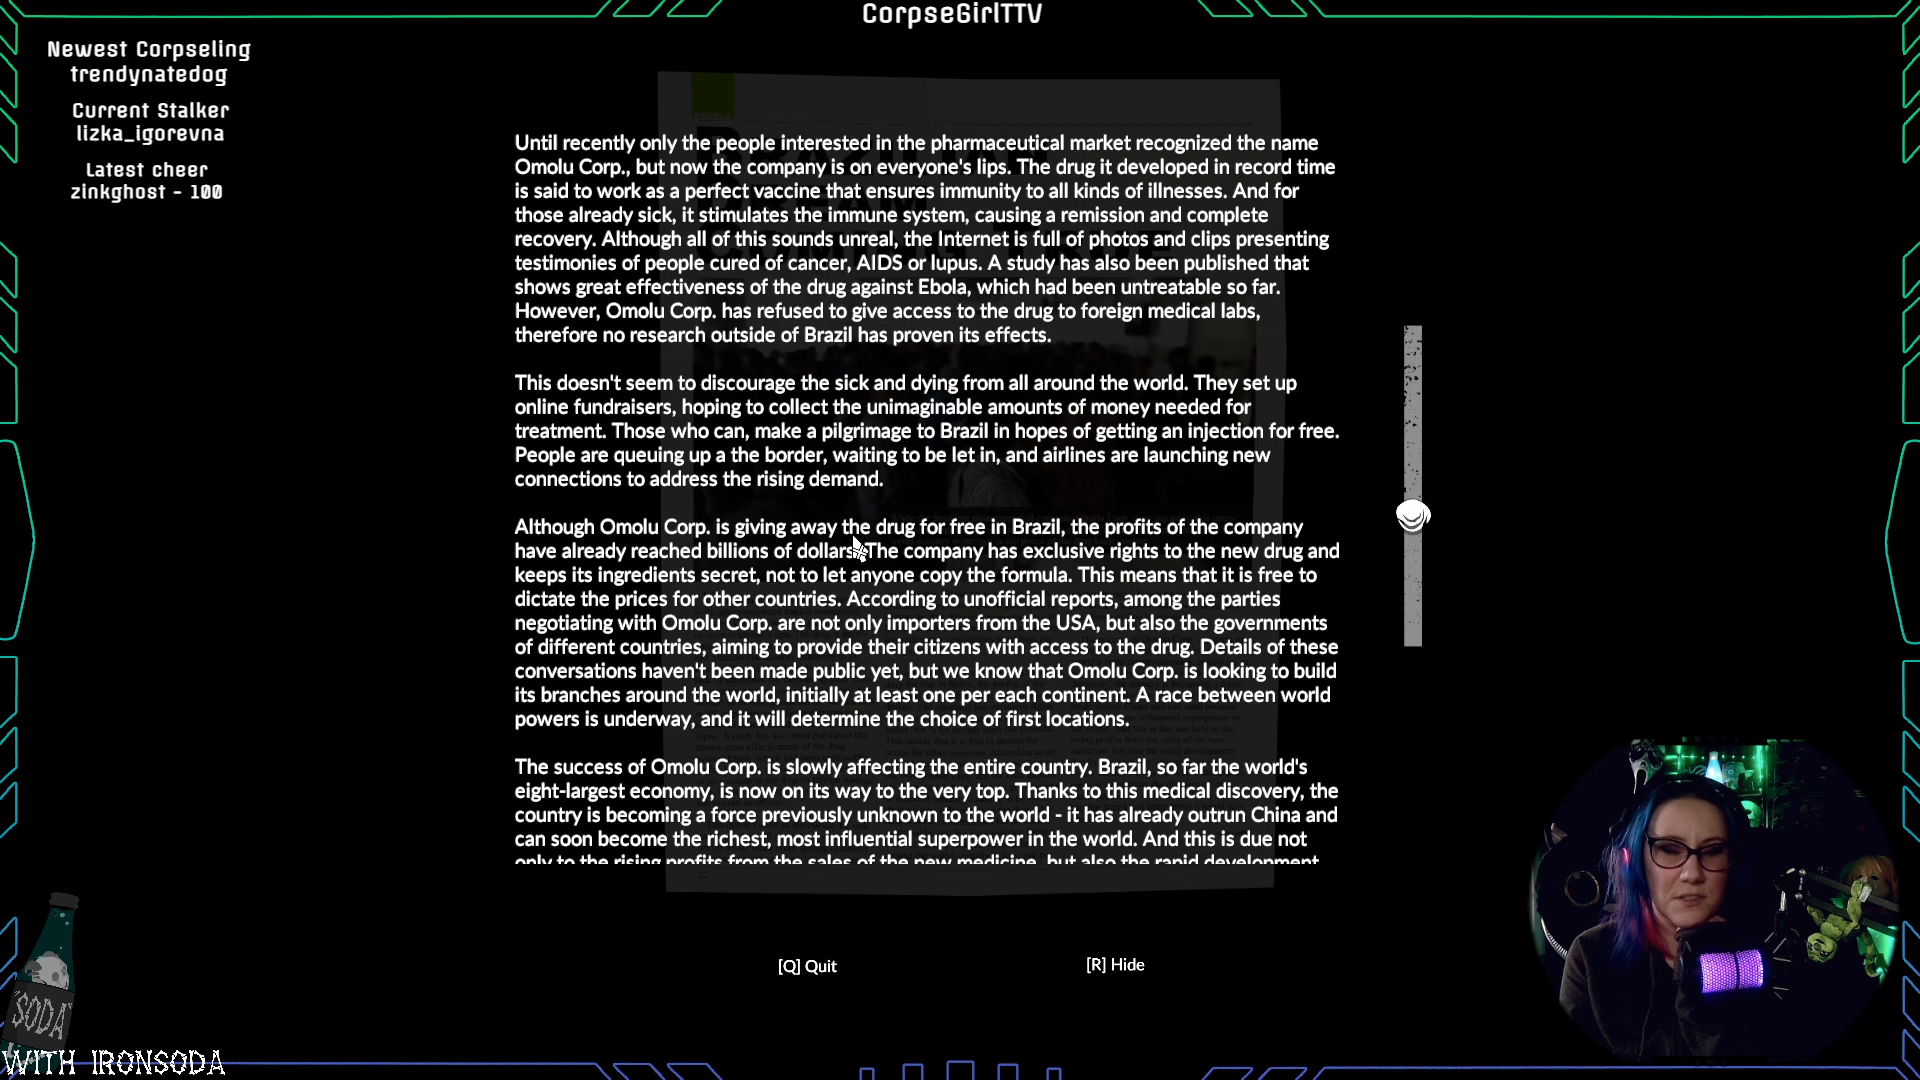 CorpseGirlTTV
Newest Corpseling
trendynatedog
Current Stalker
lizka_igorevna
Latest cheer
zinkghost - 100
Until recently only the people interested in the pharmaceutical market recognized the name
Omolu Corp., but now the company is on everyone's lips. The drug it developed in record time
is said to work as a perfect vaccine that ensures immunity to all kinds of illnesses. And for
those already sick, it stimulates the immune system, causing a remission and complete
recovery. Although all of this sounds unreal, the Internet is full of photos and clips presenting
testimonies of people cured of cancer, AIDS or lupus. A study has also been published that
shows great effectiveness of the drug against Ebola, which had been untreatable so far.
However, Omolu Corp. has refused to give access to the drug to foreign medical labs,
therefore no research outside of Brazil has proven its effects.
This doesn't seem to discourage the sick and dying from all around the world. They set up
online fundraisers, hoping to collect the unimaginable amounts of money needed for
treatment. Those who can, make a pilgrimage to Brazil in hopes of getting an injection for free.
People are queuing up a the border, waiting to be let in, and airlines are launching new
connections to address the rising demand.
Although Omolu Corp. is giving away the drug for free in Brazil, the profits of the company
have already reached billions of dollars. The company has exclusive rights to the new drug and
keeps its ingredients secret, not to let anyone copy the formula. This means that it is free to
dictate the prices for other countries. According to unofficial reports, among the parties
negotiating with Omolu Corp. are not only importers from the USA, but also the governments
of different countries, aiming to provide their citizens with access to the drug. Details of these
conversations haven't been made public yet, but we know that Omolu Corp. is looking to build
its branches around the world, initially at least one per each continent. A race between world
powers is underway, and it will determine the choice of first locations.
The success of Omolu Corp. is slowly affecting the entire country. Brazil, so far the world's
eight-largest economy, is now on its way to the very top. Thanks to this medical discovery, the
country is becoming a force previously unknown to the world - it has already outrun China and
can soon become the richest, most influential superpower in the world. And this is due not
only to the rising profits from the sales of the new medicine, but also the rapid development
[Q] Quit
[R] Hide
SODA
WITH IRONSODA